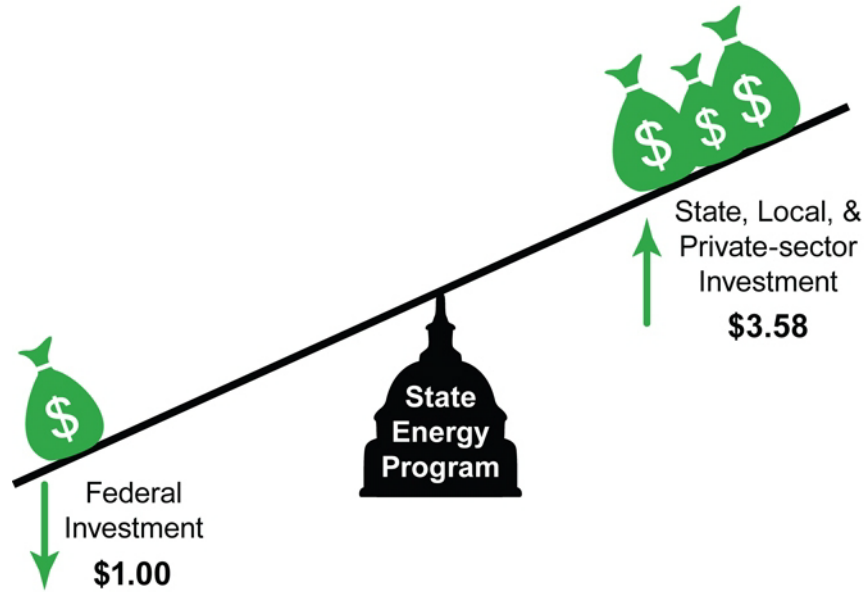 $ $ $
State, Local, &
Private-sector
Investment
$3.58
State
Energy
Program
$
Federal
Investment
$1.00